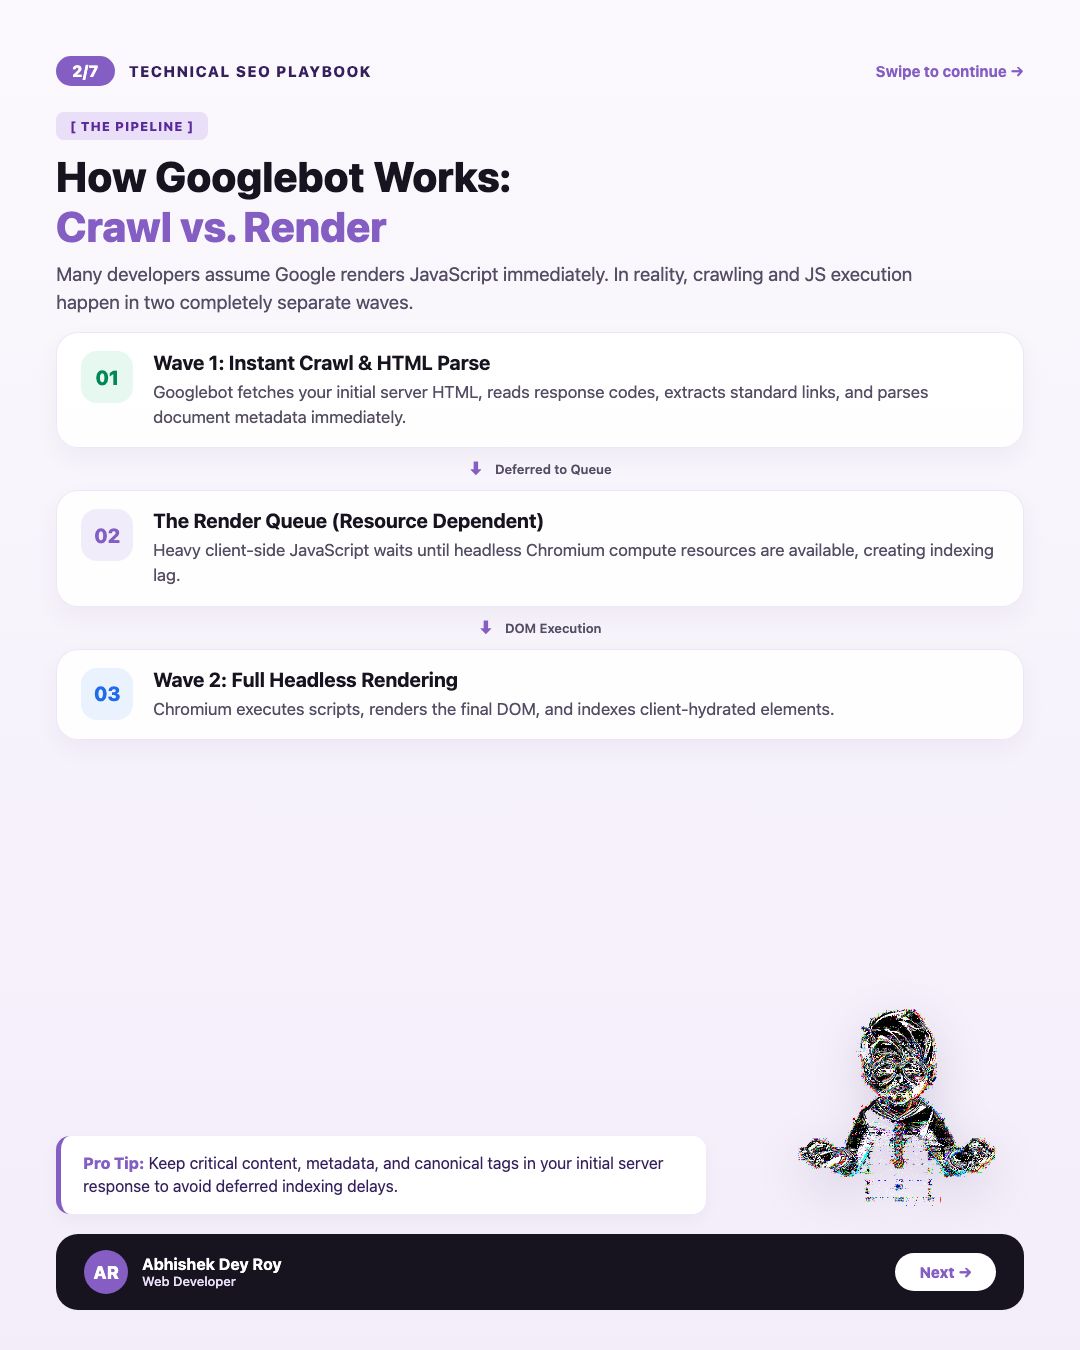 2/7 TECHNICAL SEO PLAYBOOK
Swipe to continue →
[ THE PIPELINE ]
How Googlebot Works:
Crawl vs. Render
Many developers assume Google renders JavaScript immediately. In reality, crawling and JS execution
happen in two completely separate waves.
01
Wave 1: Instant Crawl & HTML Parse
Googlebot fetches your initial server HTML, reads response codes, extracts standard links, and parses
document metadata immediately.
⬇ Deferred to Queue
02
The Render Queue (Resource Dependent)
Heavy client-side JavaScript waits until headless Chromium compute resources are available, creating indexing
lag.
⬇ DOM Execution
03
Wave 2: Full Headless Rendering
Chromium executes scripts, renders the final DOM, and indexes client-hydrated elements.
Pro Tip: Keep critical content, metadata, and canonical tags in your initial server
response to avoid deferred indexing delays.
AR
Abhishek Dey Roy
Web Developer
Next →